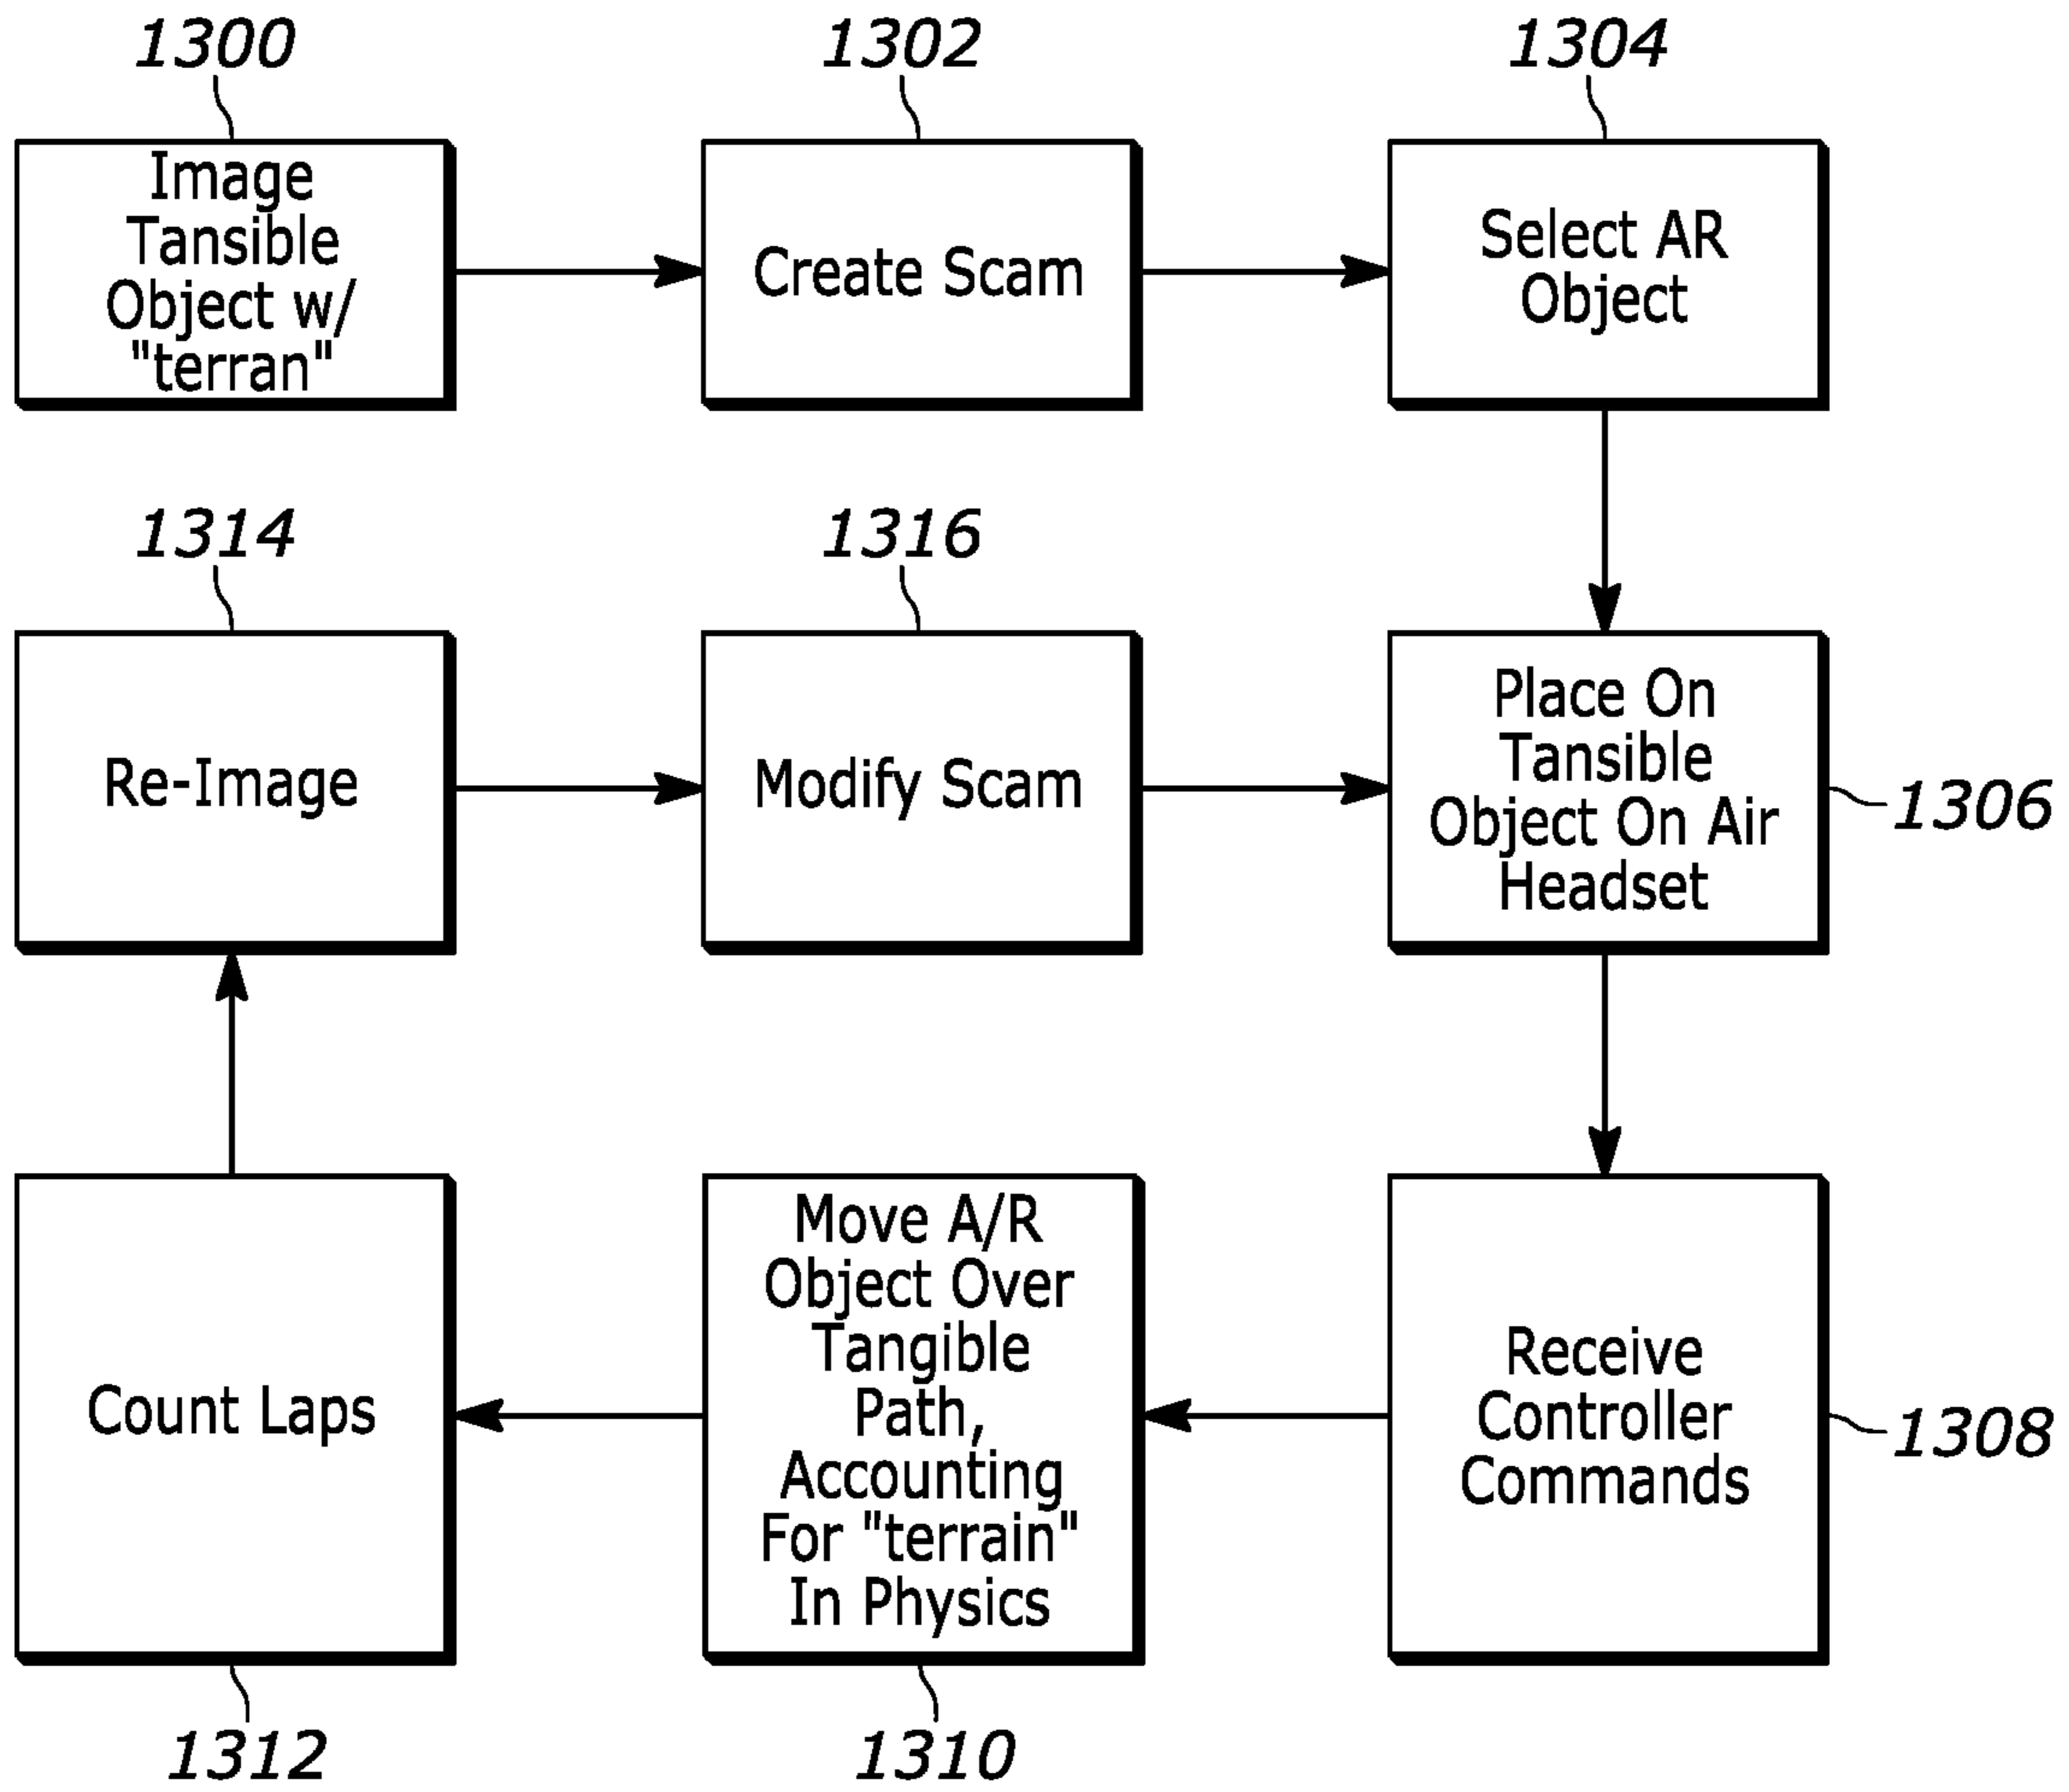 1300
Image
Tansible
Object w/
"terran"
1302
Create Scam
1304
Select AR
Object
1314
Re-Image
1316
Modify Scam
Place On
Tansible
Object On Air
Headset
1306
Count Laps
1312
Move A/R
Object Over
Tangible
Path,
Accounting
For "terrain"
In Physics
1310
Receive
Controller
Commands
1308